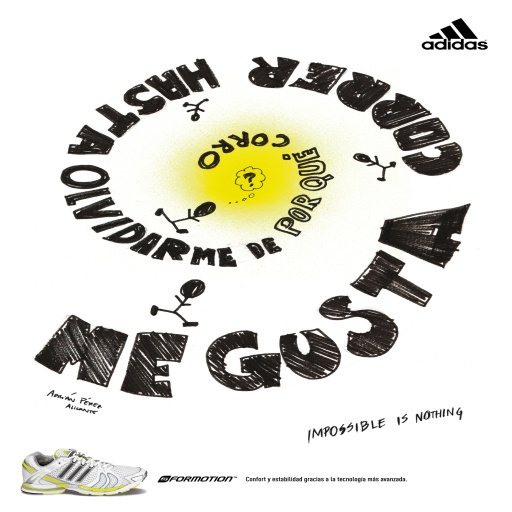 adidas
ME GUSTA
CORRER
HASTA OLVIDARME DE
POR QUÉ
CORRO
?
ADRIÁN PÉREZ
ALICANTE
IMPOSSIBLE IS NOTHING
FORMOTION™
Confort y estabilidad gracias a la tecnología más avanzada.